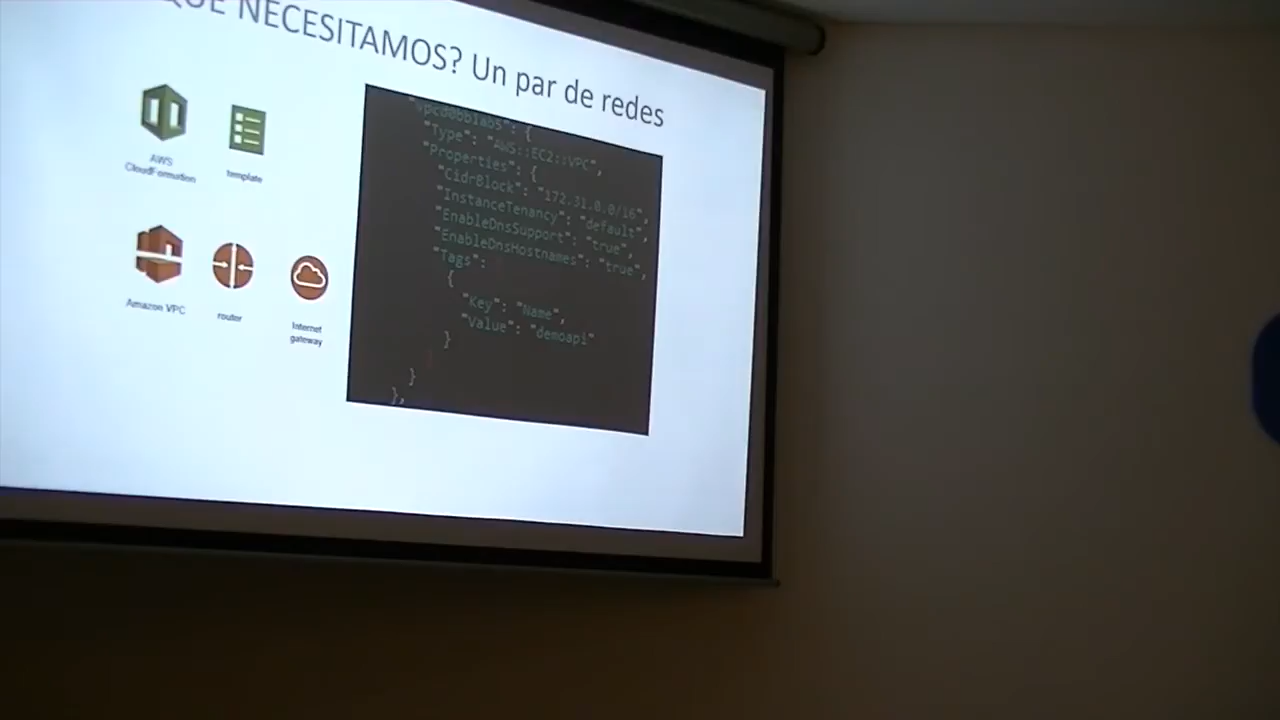 QUE NECESITAMOS? Un par de redes
AWS
CloudFormation
template
Amazon VPC
router
Internet
gateway
{
"Type": "AWS::EC2::VPC",
"Properties": {
"CidrBlock": "172.31.0.0/16",
"InstanceTenancy": "default",
"EnableDnsSupport": "true",
"EnableDnsHostnames": "true",
"Tags":
{
"Key": "Name",
"Value": "demoapi"
}
}
},